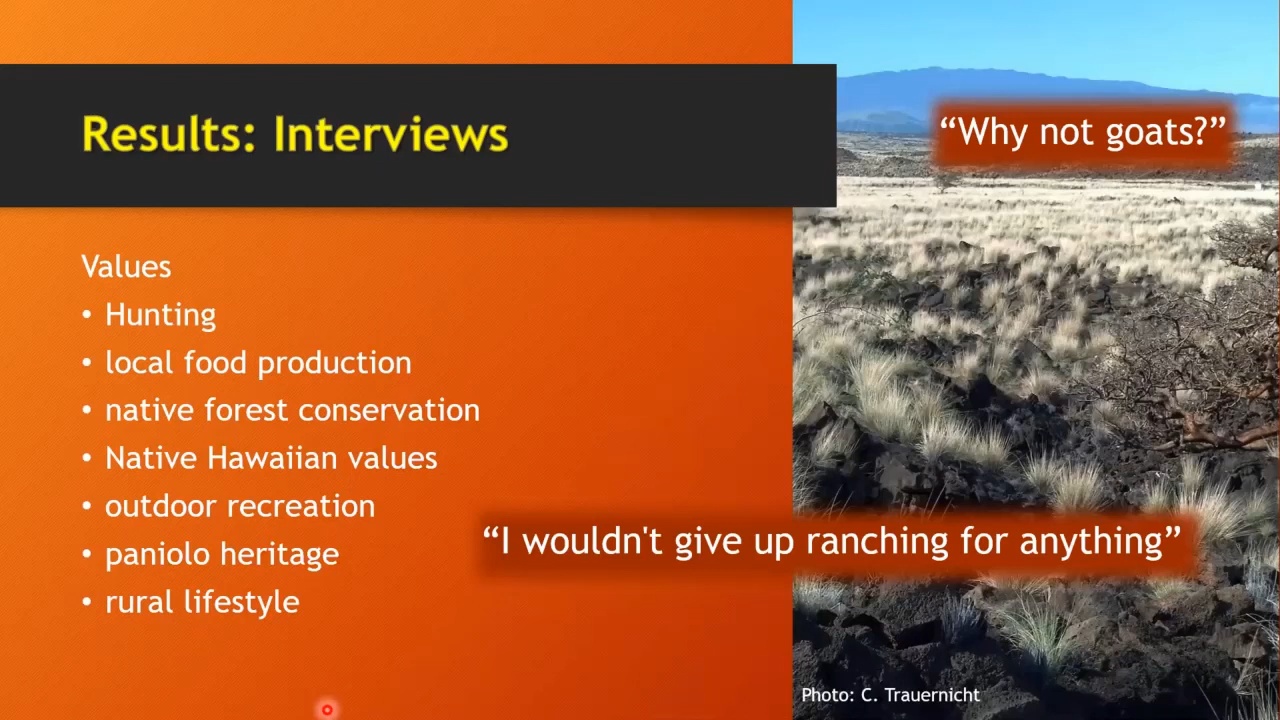 Results: Interviews
“Why not goats?”
Values
• Hunting
• local food production
• native forest conservation
• Native Hawaiian values
• outdoor recreation
“I wouldn't give up ranching for anything”
• paniolo heritage
• rural lifestyle
Photo: C. Trauernicht